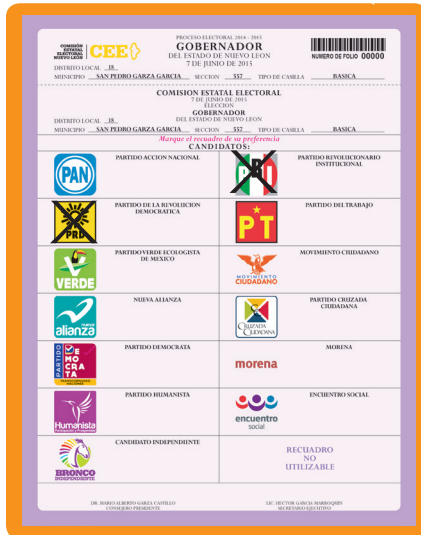 PROCESO ELECTORAL 2014 - 2015
COMISIÓN
ESTATAL
ELECTORAL
NUEVO LEÓN
CEE
GOBERNADOR
DEL ESTADO DE NUEVO LEON
7 DE JUNIO DE 2015
NUMERO DE FOLIO 00000
DISTRITO LOCAL 18
MUNICIPIO SAN PEDRO GARZA GARCIA SECCION 557 TIPO DE CASILLA BASICA
COMISION ESTATAL ELECTORAL
7 DE JUNIO DE 2015
ELECCION
GOBERNADOR
DISTRITO LOCAL 18 DEL ESTADO DE NUEVO LEON
MUNICIPIO SAN PEDRO GARZA GARCIA SECCION 557 TIPO DE CASILLA BASICA
Marque el recuadro de su preferencia
CANDIDATOS:
PAN
PARTIDO ACCION NACIONAL
PRI
PARTIDO REVOLUCIONARIO
INSTITUCIONAL
PRD
PARTIDO DE LA REVOLUCION
DEMOCRATICA
PT
PARTIDO DEL TRABAJO
VERDE
PARTIDO VERDE ECOLOGISTA
DE MEXICO
MOVIMIENTO
CIUDADANO
MOVIMIENTO CIUDADANO
nueva
alianza
NUEVA ALIANZA
CRUZADA
CIUDADANA
PARTIDO CRUZADA
CIUDADANA
PARTIDO
DEMOCRATA
PARTIDO DEMOCRATA
morena
MORENA
Humanista
PARTIDO HUMANISTA
encuentro
social
ENCUENTRO SOCIAL
BRONCO
INDEPENDIENTE
CANDIDATO INDEPENDIENTE
RECUADRO
NO
UTILIZABLE
DR. MARIO ALBERTO GARZA CASTILLO
CONSEJERO PRESIDENTE
LIC. HECTOR GARCIA MARROQUIN
SECRETARIO EJECUTIVO